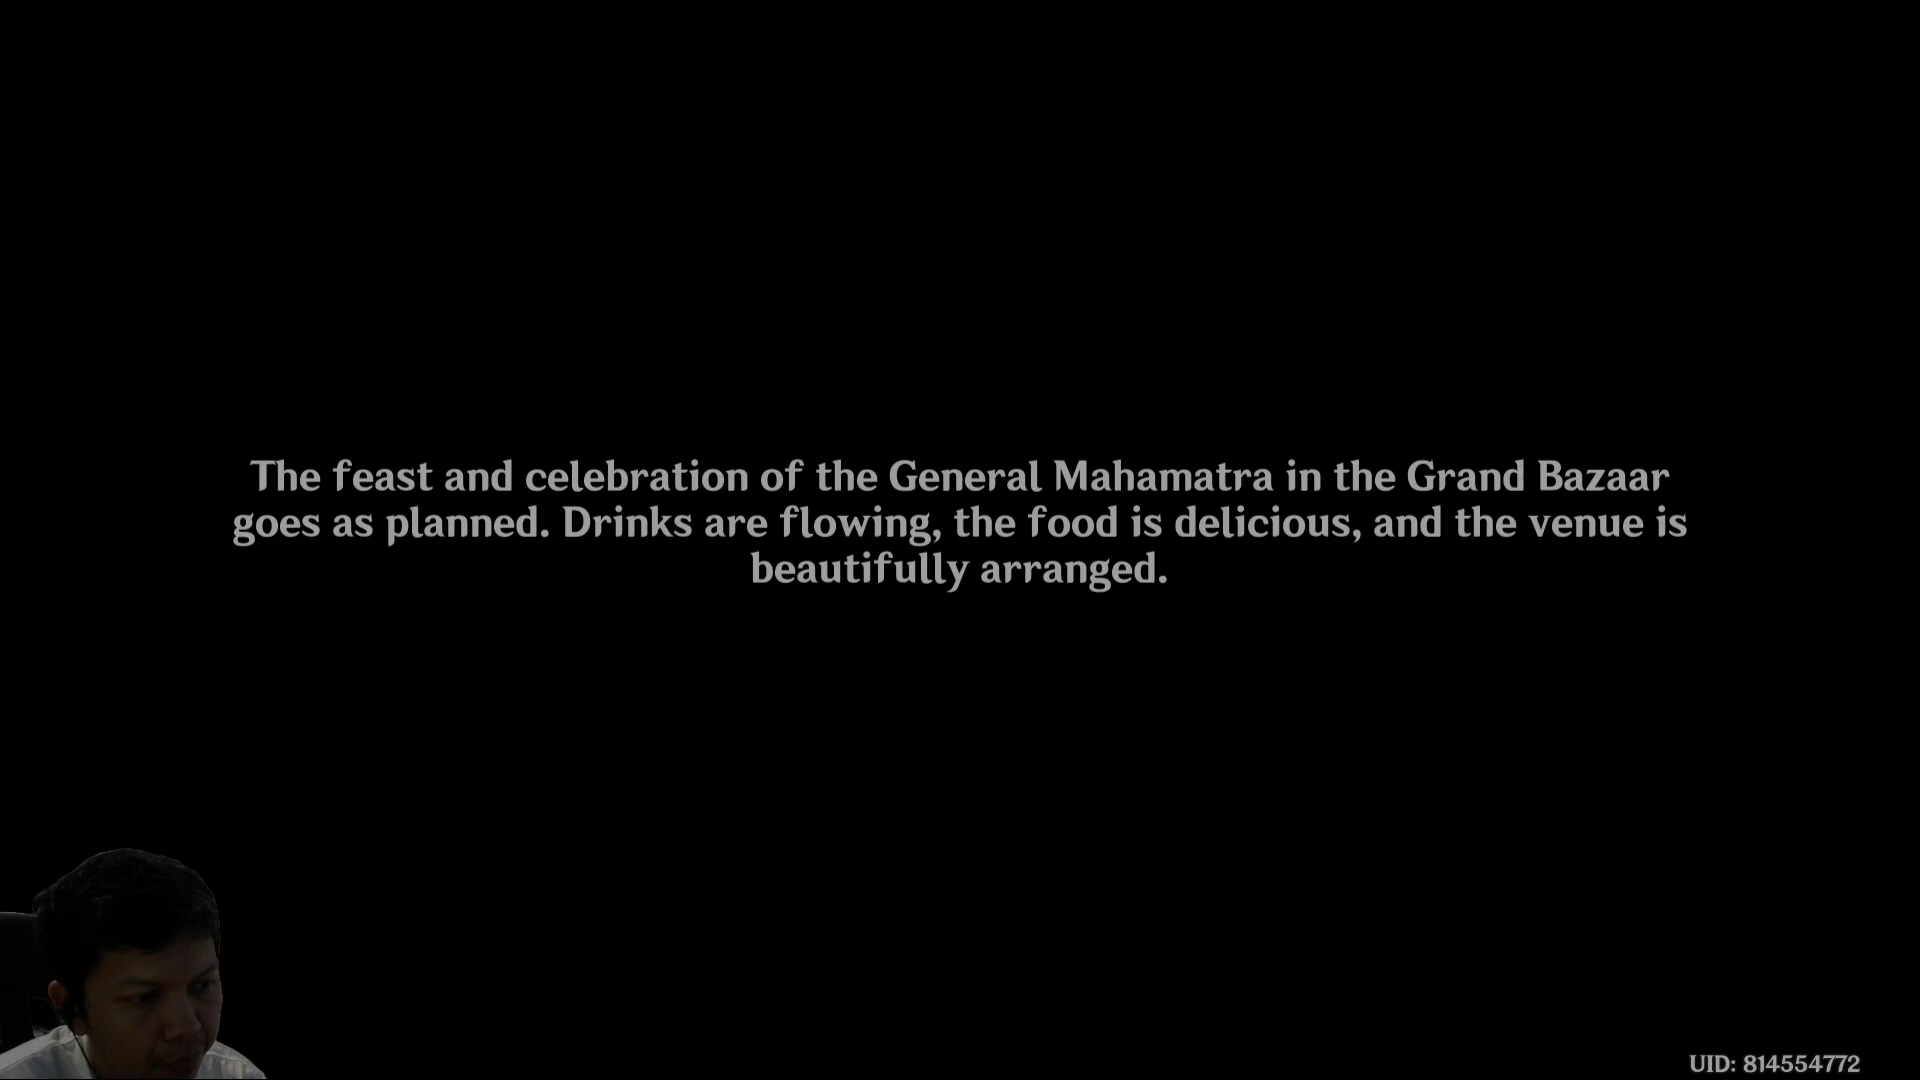 The feast and celebration of the General Mahamatra in the Grand Bazaar
goes as planned. Drinks are flowing, the food is delicious, and the venue is
beautifully arranged.
UID: 814554772